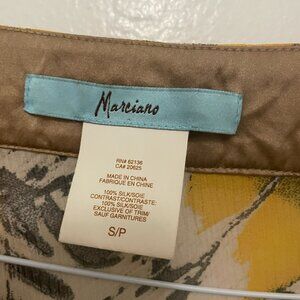 Marciano
RN# 62136
CA# 20625
MADE IN CHINA
FABRIQUE EN CHINE
100% SILK/SOIE
CONTRAST/CONTRASTE:
100% SILK/SOIE
EXCLUSIVE OF TRIM/
SAUF GARNITURES
S/P